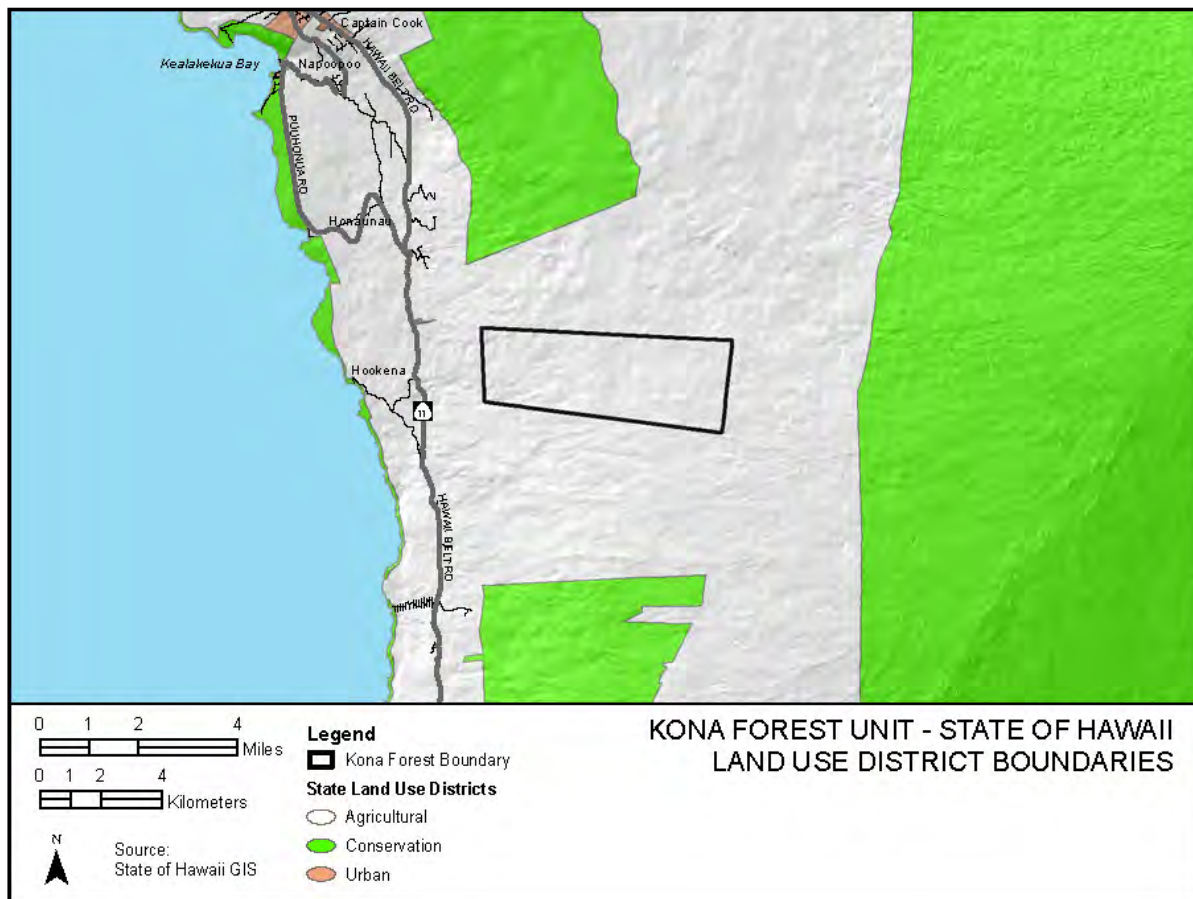 Captain Cook
HAWAII BELT RD
Kealakekua Bay
Napoopoo
PUUHONUA RD
Honaunau
Hookena
11
HAWAII BELT RD
0 1 2 4
Miles
0 1 2 4
Kilometers
N
Source:
State of Hawaii GIS
Legend
Kona Forest Boundary
State Land Use Districts
Agricultural
Conservation
Urban
KONA FOREST UNIT - STATE OF HAWAII
LAND USE DISTRICT BOUNDARIES